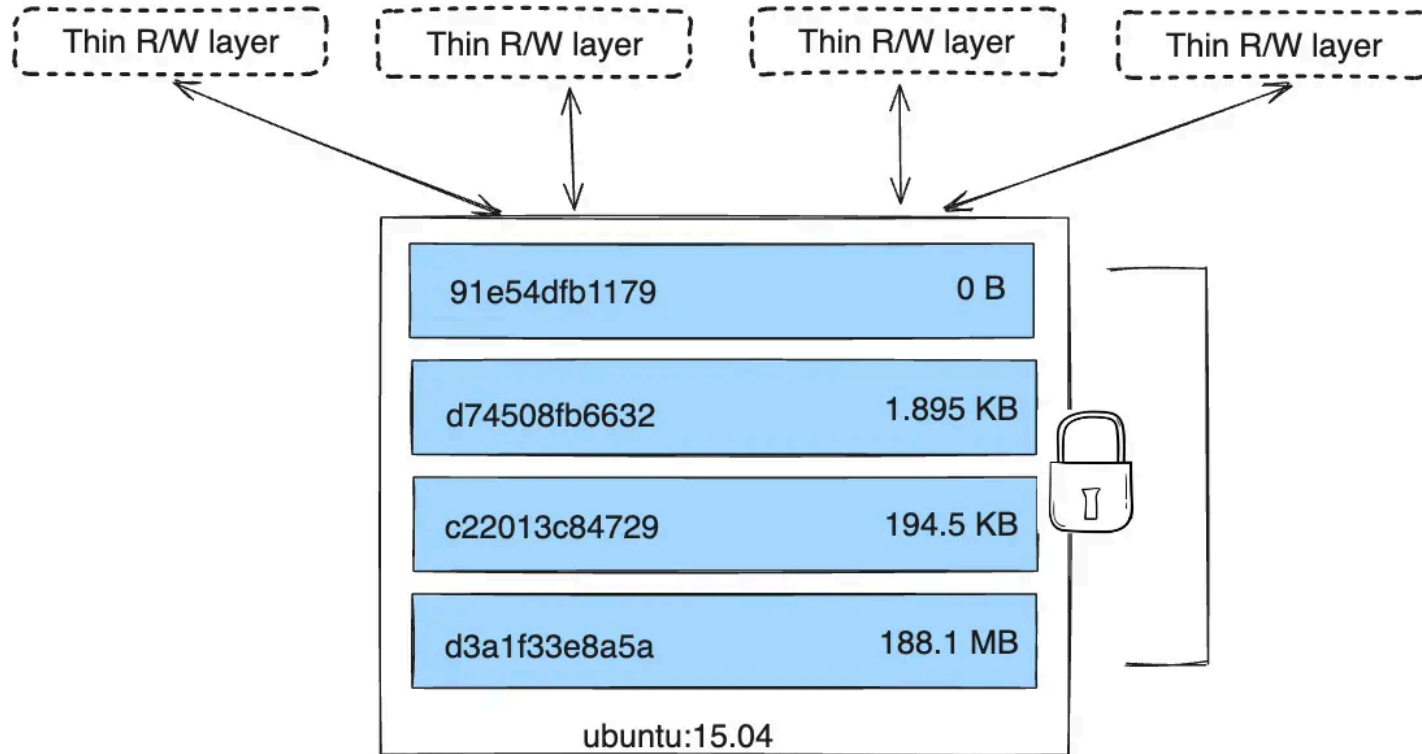 Thin R/W layer
Thin R/W layer
Thin R/W layer
Thin R/W layer
91e54dfb1179 0 B
d74508fb6632 1.895 KB
c22013c84729 194.5 KB
d3a1f33e8a5a 188.1 MB
ubuntu:15.04